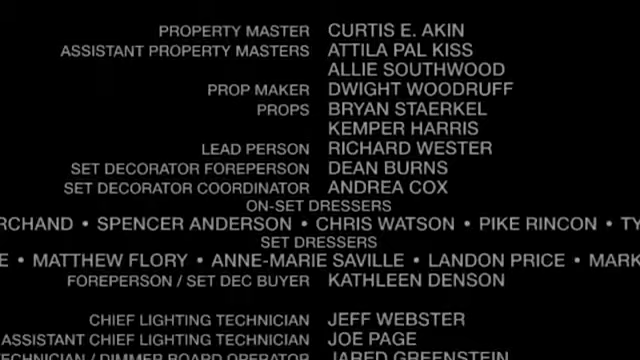 PROPERTY MASTER CURTIS E. AKIN
ASSISTANT PROPERTY MASTERS ATTILA PAL KISS
ALLIE SOUTHWOOD
PROP MAKER DWIGHT WOODRUFF
PROPS BRYAN STAERKEL
KEMPER HARRIS
LEAD PERSON RICHARD WESTER
SET DECORATOR FOREPERSON DEAN BURNS
SET DECORATOR COORDINATOR ANDREA COX
ON-SET DRESSERS
RCHAND • SPENCER ANDERSON • CHRIS WATSON • PIKE RINCON • TY
SET DRESSERS
E • MATTHEW FLORY • ANNE-MARIE SAVILLE • LANDON PRICE • MARK
FOREPERSON / SET DEC BUYER KATHLEEN DENSON
CHIEF LIGHTING TECHNICIAN JEFF WEBSTER
ASSISTANT CHIEF LIGHTING TECHNICIAN JOE PAGE
TECHNICIAN / DIMMER BOARD OPERATOR JARED GREENSTEIN